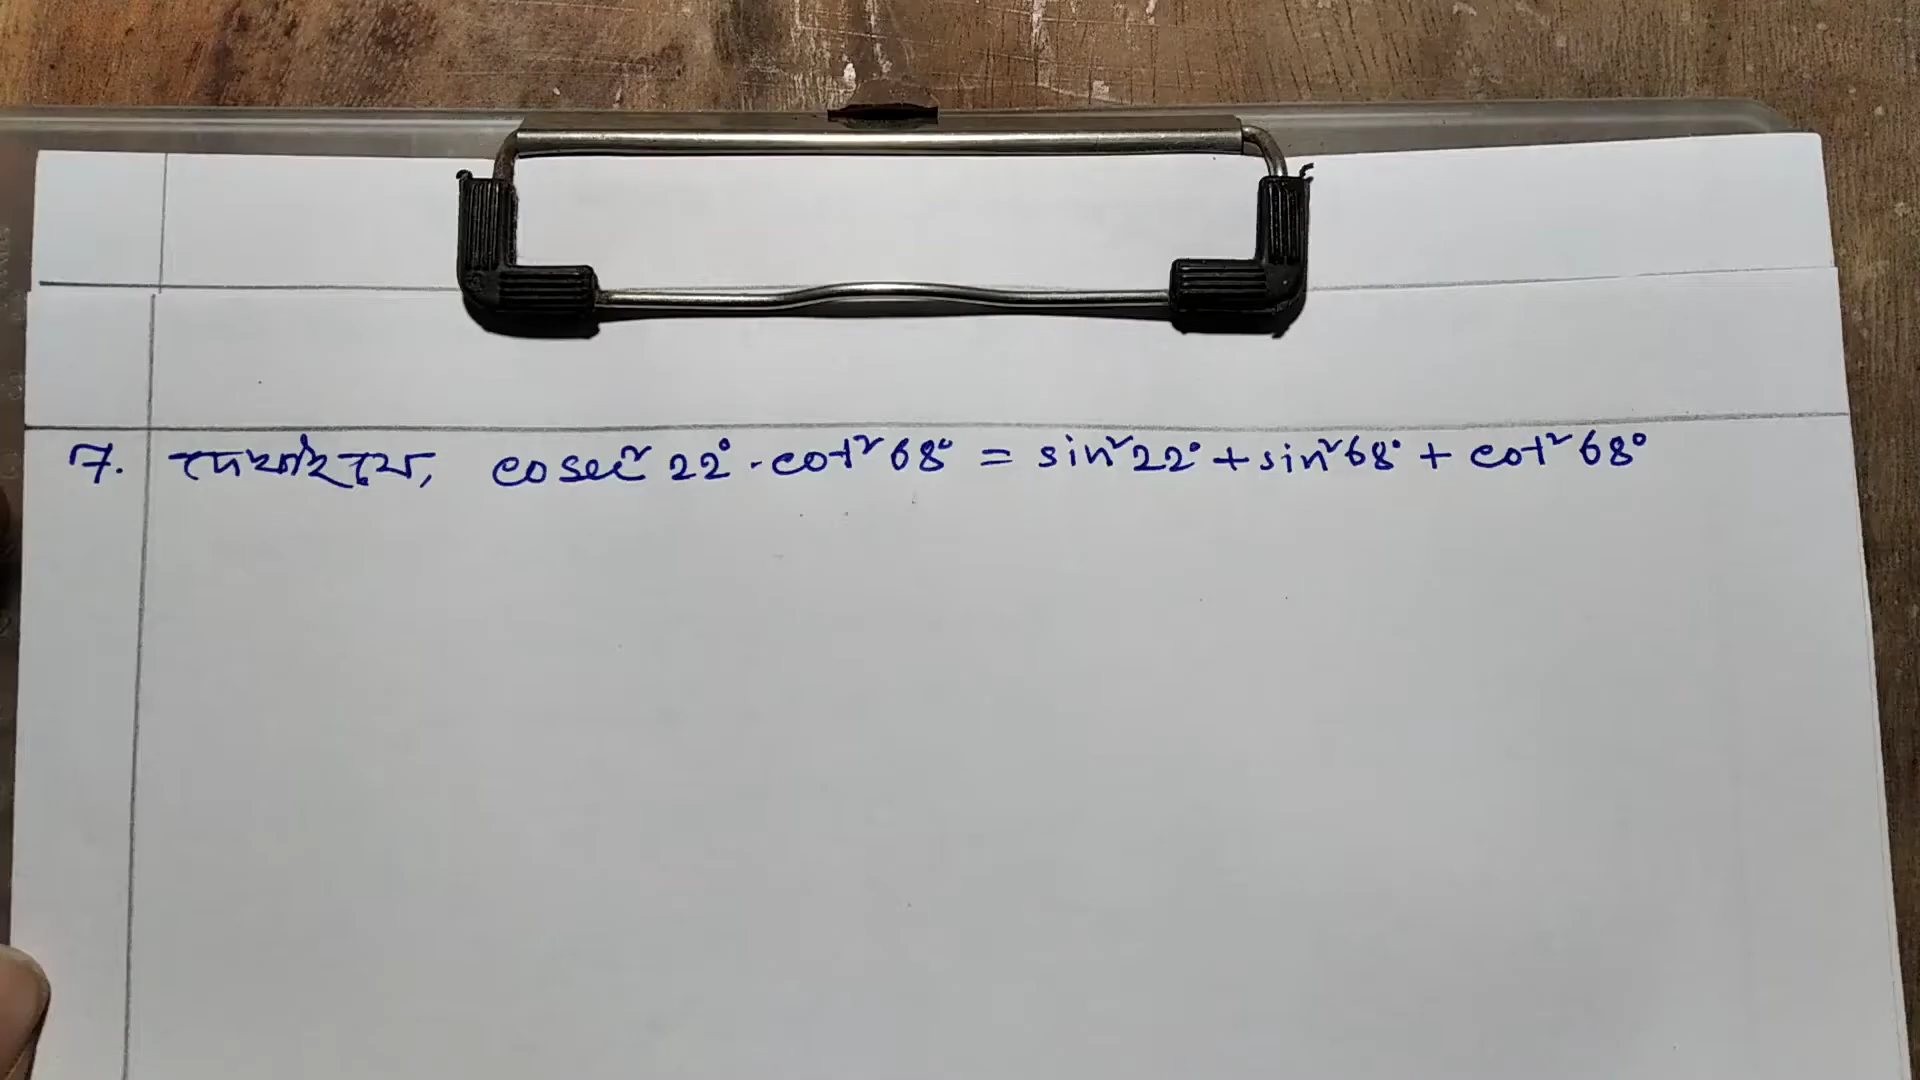 7. দেখাই যে, cosec² 22° · cot² 68° = sin² 22° + sin² 68° + cot² 68°